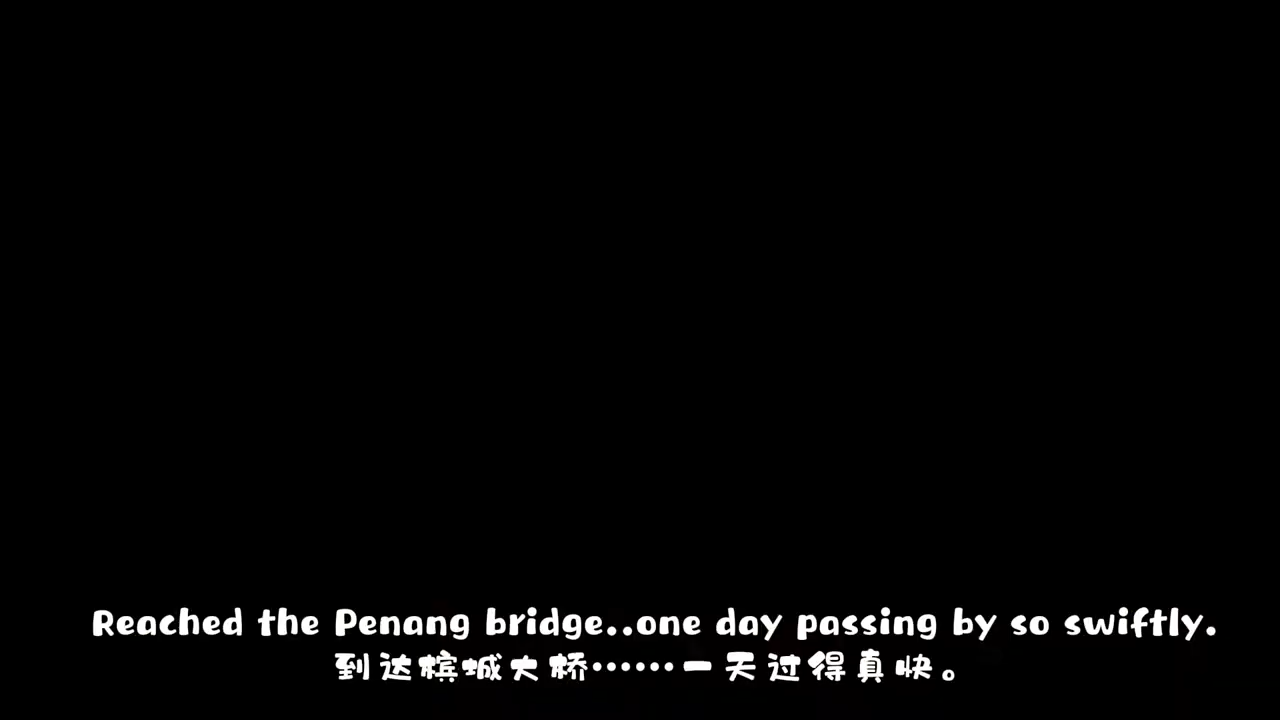 Reached the Penang bridge..one day passing by so swiftly.
到达槟城大桥……一天过得真快。